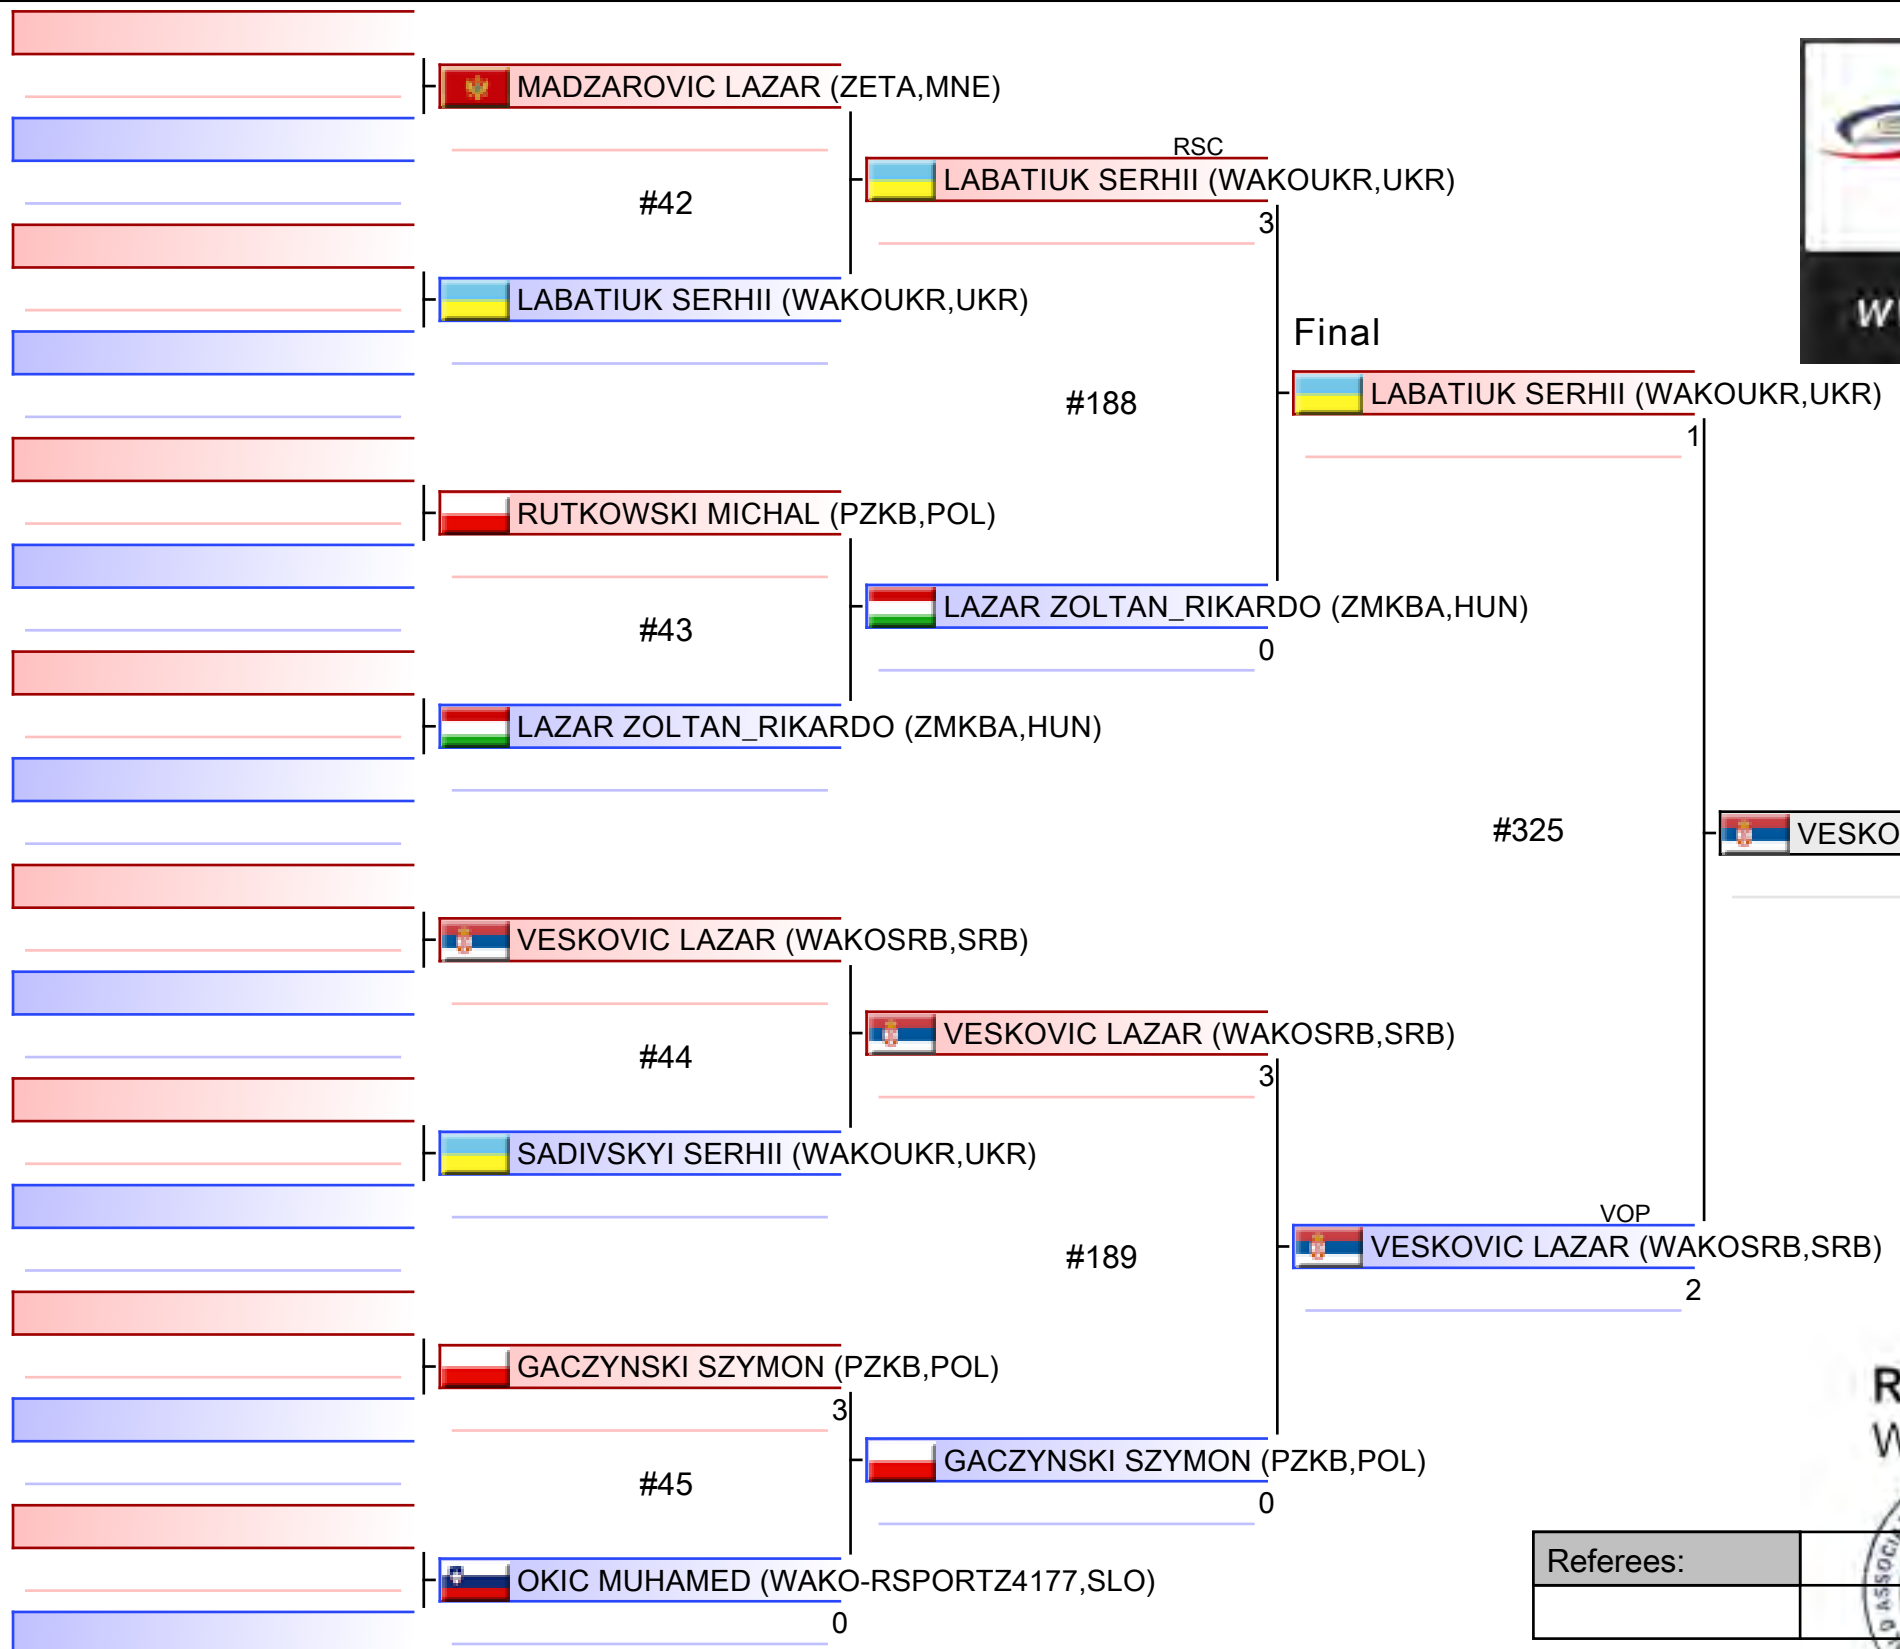 MADZAROVIC LAZAR (ZETA,MNE)
RSC
LABATIUK SERHII (WAKOUKR,UKR)
3
#42
LABATIUK SERHII (WAKOUKR,UKR)
Final
#188
LABATIUK SERHII (WAKOUKR,UKR)
1
RUTKOWSKI MICHAL (PZKB,POL)
LAZAR ZOLTAN_RIKARDO (ZMKBA,HUN)
0
#43
LAZAR ZOLTAN_RIKARDO (ZMKBA,HUN)
#325
VESKO
VESKOVIC LAZAR (WAKOSRB,SRB)
VESKOVIC LAZAR (WAKOSRB,SRB)
3
#44
SADIVSKYI SERHII (WAKOUKR,UKR)
VOP
#189
VESKOVIC LAZAR (WAKOSRB,SRB)
2
GACZYNSKI SZYMON (PZKB,POL)
3
GACZYNSKI SZYMON (PZKB,POL)
0
#45
Referees:
OKIC MUHAMED (WAKO-RSPORTZ4177,SLO)
0